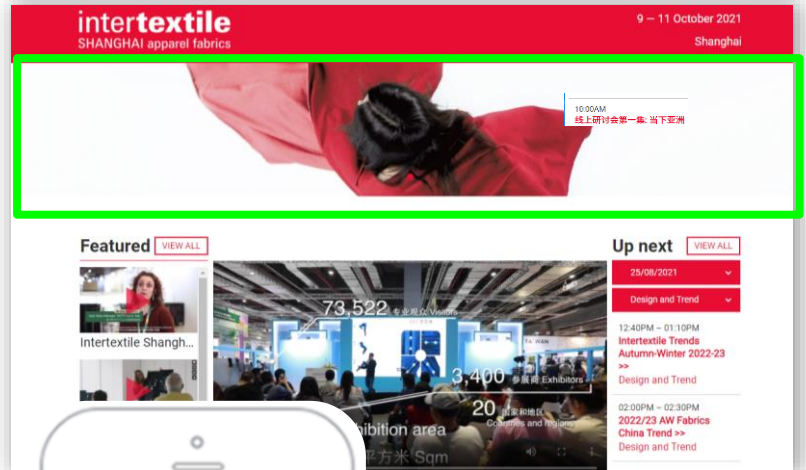 intertextile
SHANGHAI apparel fabrics
9 – 11 October 2021
Shanghai
10:00AM
线上研讨会第一集: 当下亚洲
Featured
VIEW ALL
Intertextile Shangh...
73,522 专业观众 Visitors
3,400 参展商 Exhibitors
20 国家和地区
Countries and regions
hibition area
平方米 Sqm
Up next
VIEW ALL
25/08/2021
Design and Trend
12:40PM – 01:10PM
Intertextile Trends
Autumn-Winter 2022-23
>>
Design and Trend
02:00PM – 02:30PM
2022/23 AW Fabrics
China Trend >>
Design and Trend